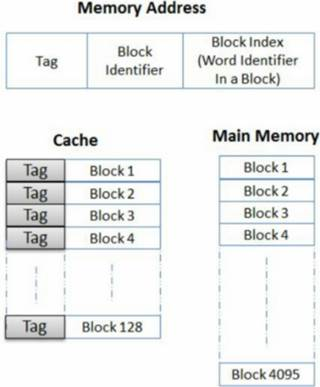 Memory Address
Tag
Block
Identifier
Block Index
(Word Identifier
In a Block)
Cache
Tag Block 1
Tag Block 2
Tag Block 3
Tag Block 4
Tag Block 128
Main Memory
Block 1
Block 2
Block 3
Block 4
Block 4095